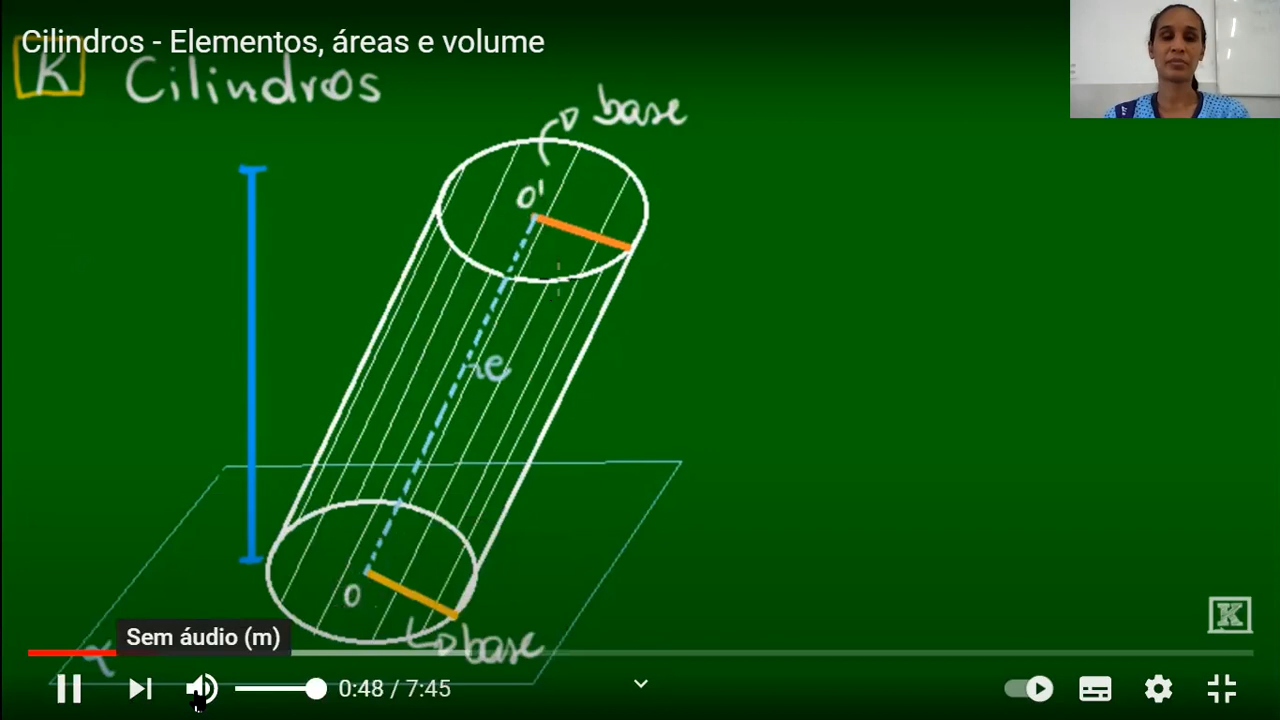 Cilindros - Elementos, áreas e volume
K Cilindros
base
O'
e
O
base
α
Sem áudio (m)
K
0:48 / 7:45